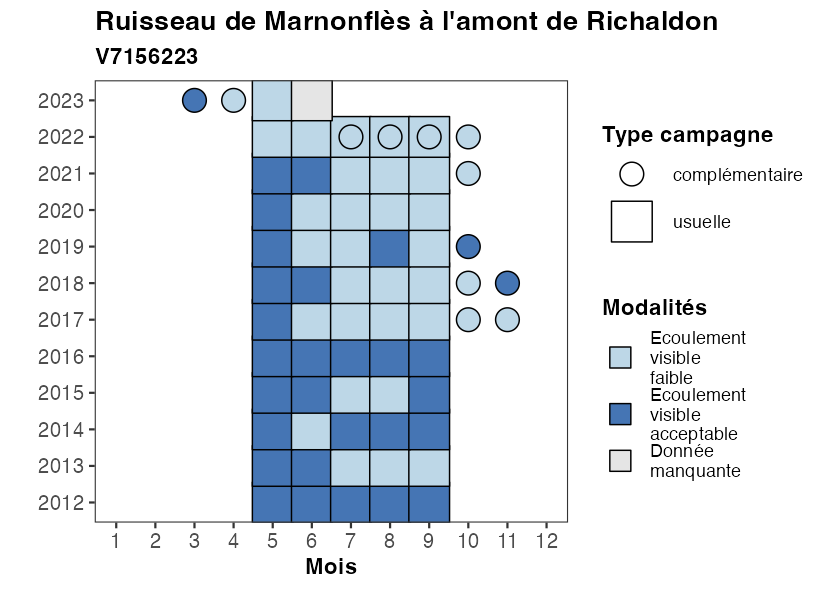 Ruisseau de Marnonflès à l'amont de Richaldon
V7156223
2023
2022
2021
2020
2019
2018
2017
2016
2015
2014
2013
2012
1 2 3 4 5 6 7 8 9 10 11 12
Mois
Type campagne
complémentaire
usuelle
Modalités
Ecoulement
visible
faible
Ecoulement
visible
acceptable
Donnée
manquante